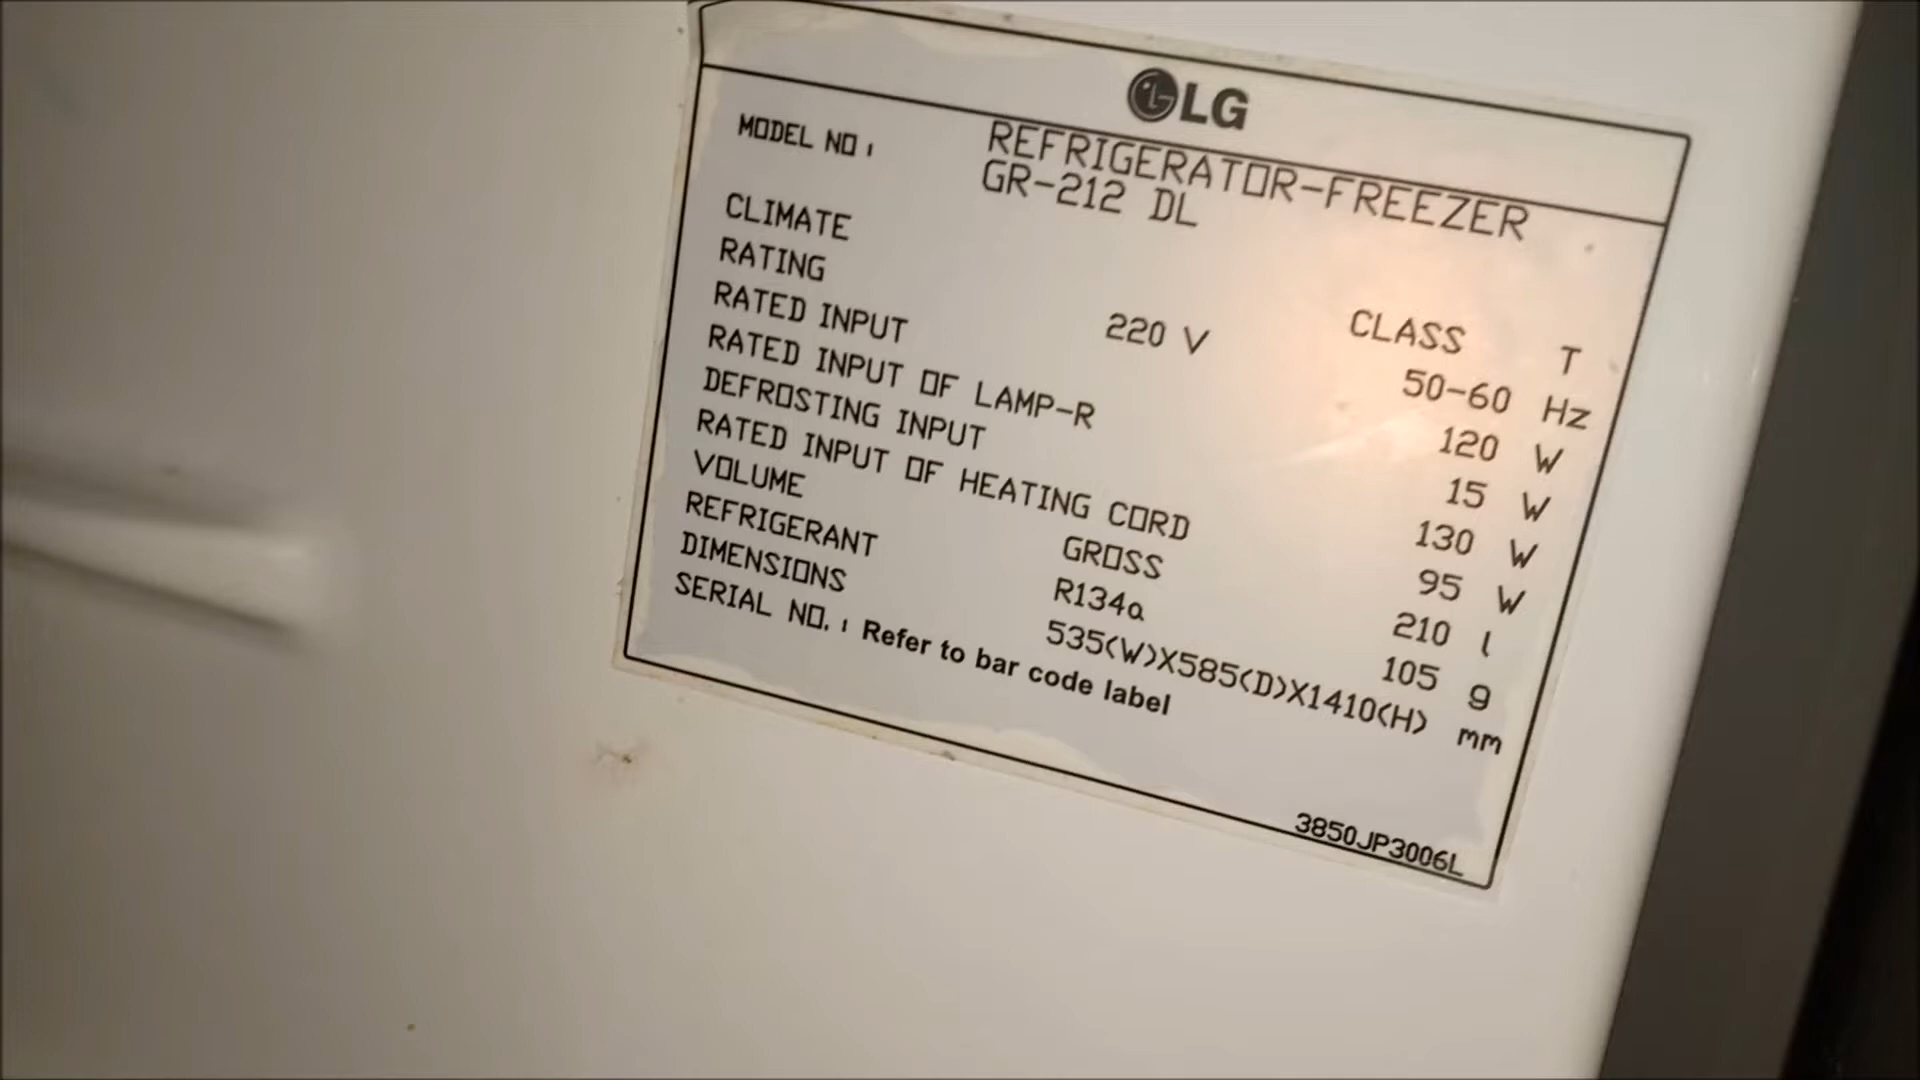 LG
REFRIGERATOR-FREEZER
MODEL NO : GR-212 DL
CLIMATE CLASS T
RATING 220 V 50-60 Hz
RATED INPUT 120 W
RATED INPUT OF LAMP-R 15 W
DEFROSTING INPUT 130 W
RATED INPUT OF HEATING CORD 95 W
VOLUME GROSS 210 l
REFRIGERANT R134a 105 g
DIMENSIONS 535(W)X585(D)X1410(H) mm
SERIAL NO. : Refer to bar code label
3850JP3006L